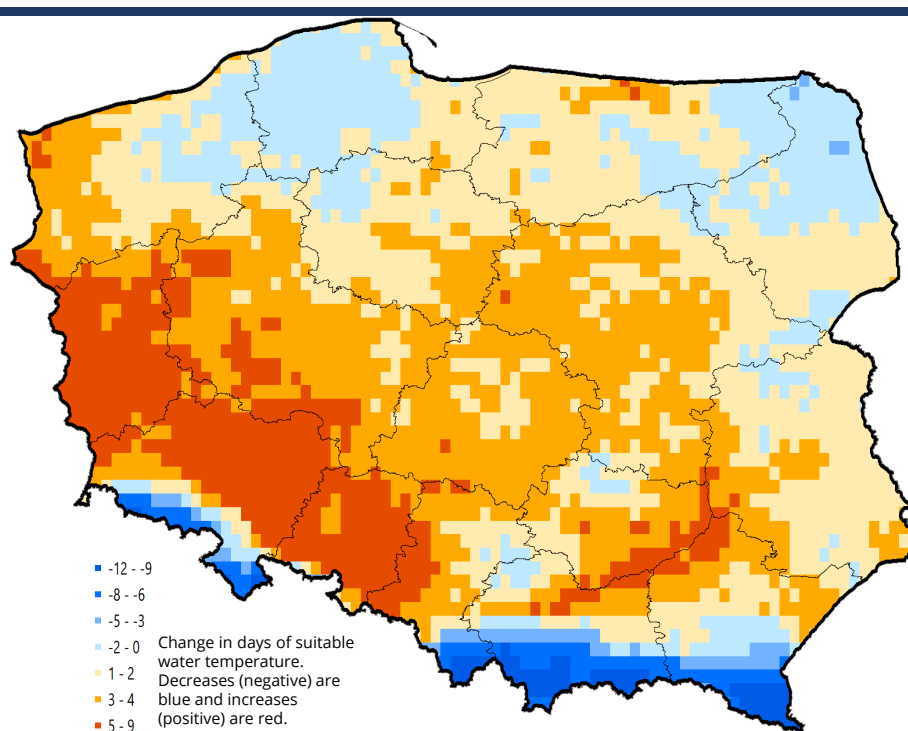 -12 - -9
-8 - -6
-5 - -3
-2 - 0
1 - 2
3 - 4
5 - 9
Change in days of suitable
water temperature.
Decreases (negative) are
blue and increases
(positive) are red.